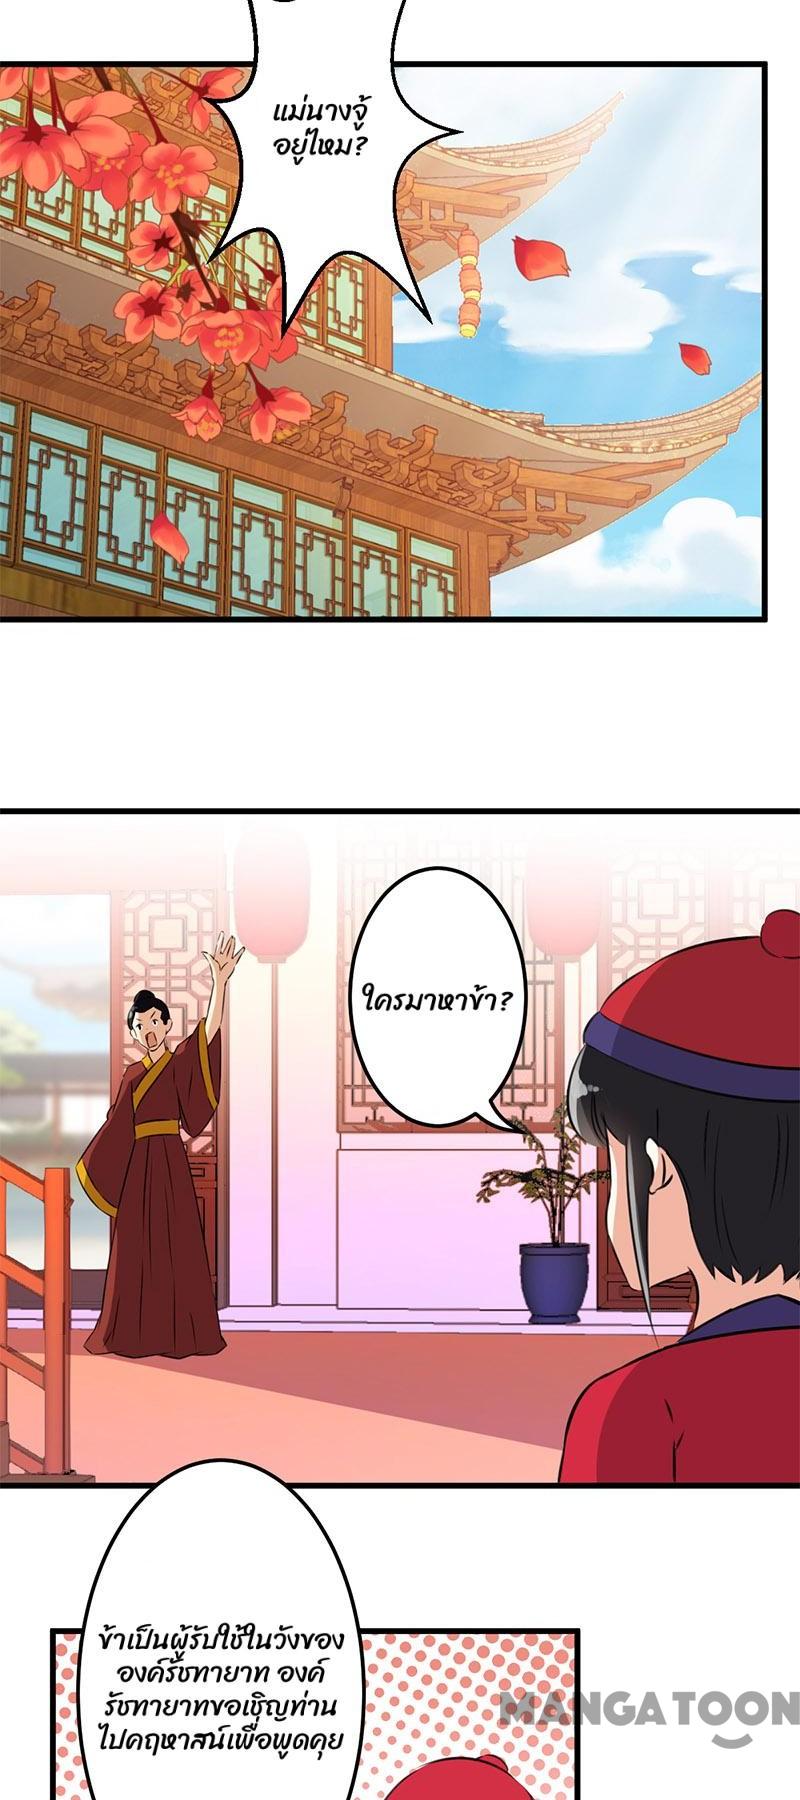 แม่นางจู้
อยู่ไหม?
ใครมาหาข้า?
ข้าเป็นผู้รับใช้ในวังของ
องค์รัชทายาท องค์
รัชทายาทขอเชิญท่าน
ไปคฤหาสน์เพื่อพูดคุย
MANGATOON